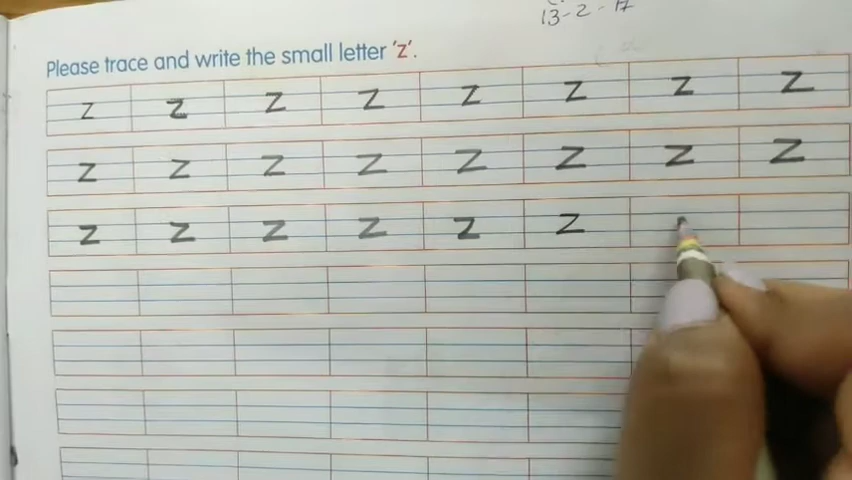 13-2-17
Please trace and write the small letter 'z'.
z z z z z z z z
z z z z z z z z
z z z z z z